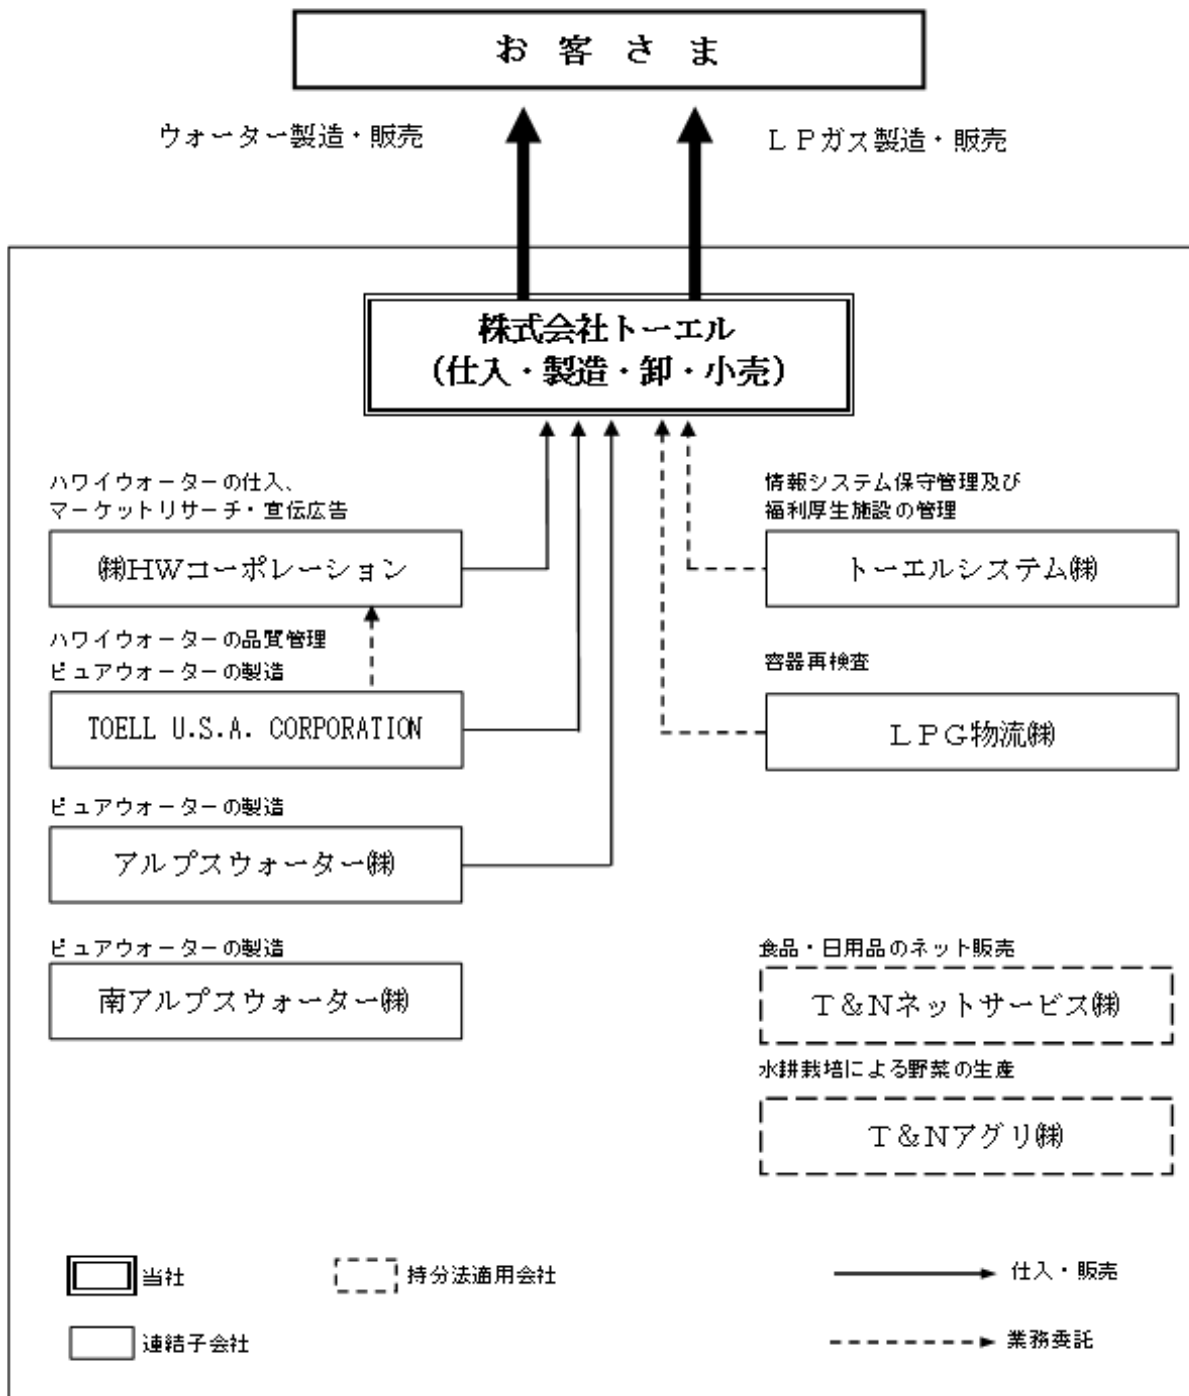 お客さま
ウォーター製造・販売
ＬＰガス製造・販売
株式会社トーエル
（仕入・製造・卸・小売）
ハワイウォーターの仕入、
マーケットリサーチ・宣伝広告
㈱HWコーポレーション
情報システム保守管理及び
福利厚生施設の管理
トーエルシステム㈱
ハワイウォーターの品質管理
ピュアウォーターの製造
TOELL U.S.A. CORPORATION
容器再検査
ＬＰＧ物流㈱
ピュアウォーターの製造
アルプスウォーター㈱
ピュアウォーターの製造
南アルプスウォーター㈱
食品・日用品のネット販売
Ｔ＆Ｎネットサービス㈱
水耕栽培による野菜の生産
Ｔ＆Ｎアグリ㈱
当社
持分法適用会社
仕入・販売
連結子会社
業務委託